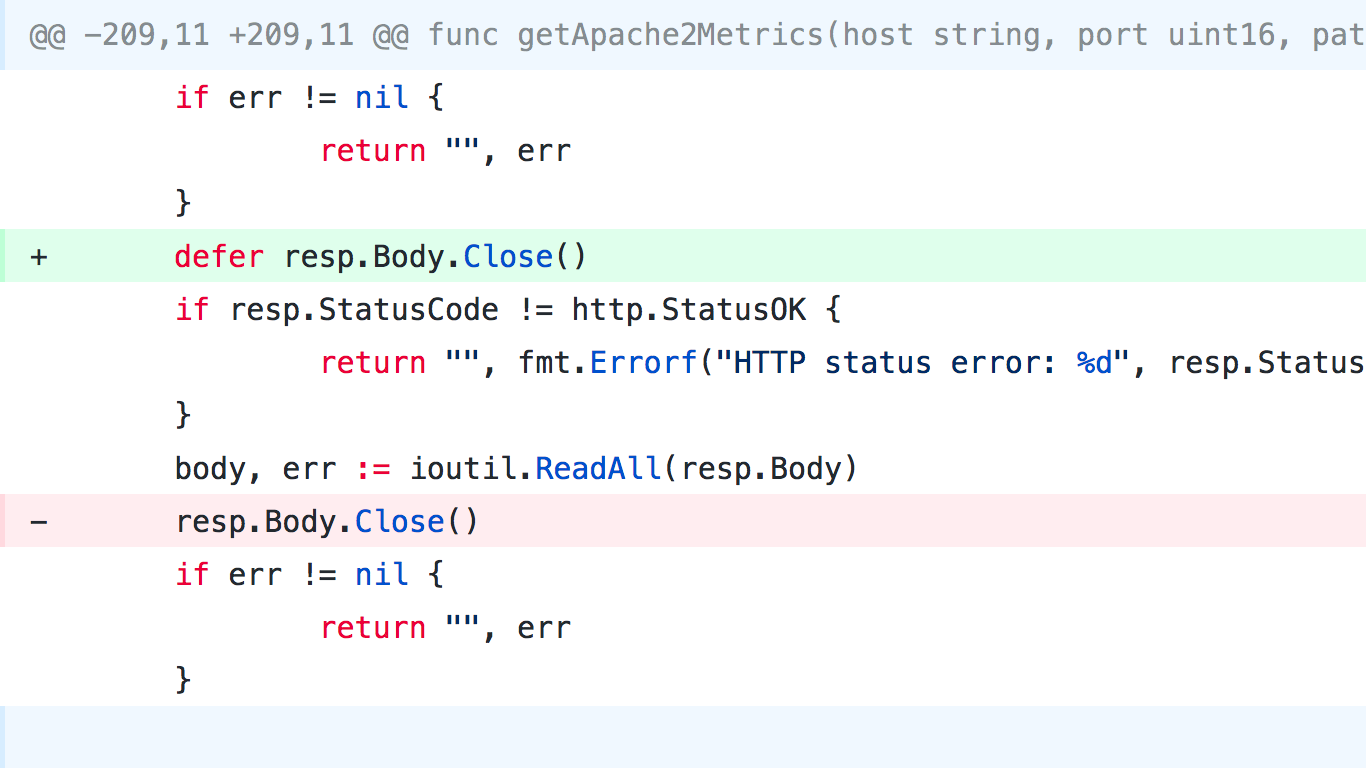 @@ −209,11 +209,11 @@ func getApache2Metrics(host string, port uint16, pat
if err != nil {
return "", err
}
+ defer resp.Body.Close()
if resp.StatusCode != http.StatusOK {
return "", fmt.Errorf("HTTP status error: %d", resp.Status
}
body, err := ioutil.ReadAll(resp.Body)
− resp.Body.Close()
if err != nil {
return "", err
}